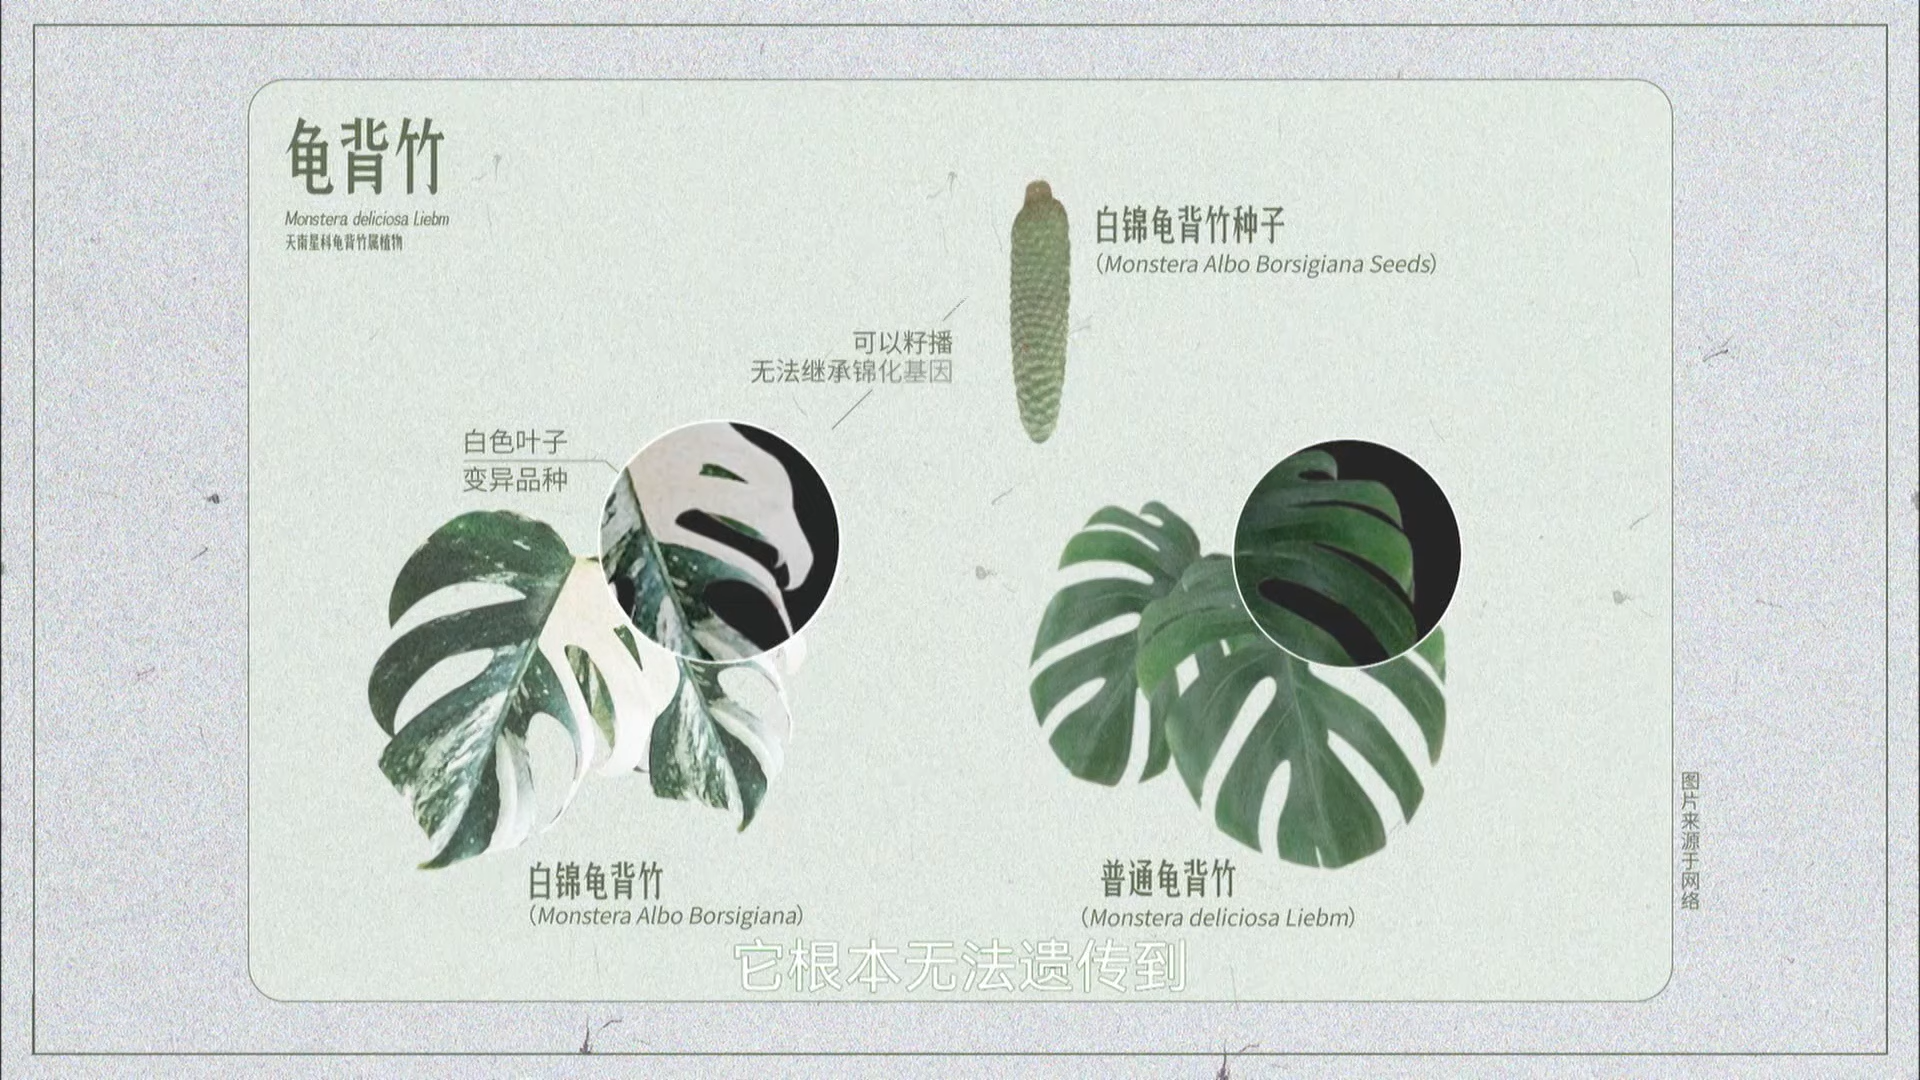 龟背竹
Monstera deliciosa Liebm
天南星科龟背竹属植物
白锦龟背竹种子
(Monstera Albo Borsigiana Seeds)
可以籽播
无法继承锦化基因
白色叶子
变异品种
白锦龟背竹
(Monstera Albo Borsigiana)
普通龟背竹
(Monstera deliciosa Liebm)
图片来源于网络
它根本无法遗传到